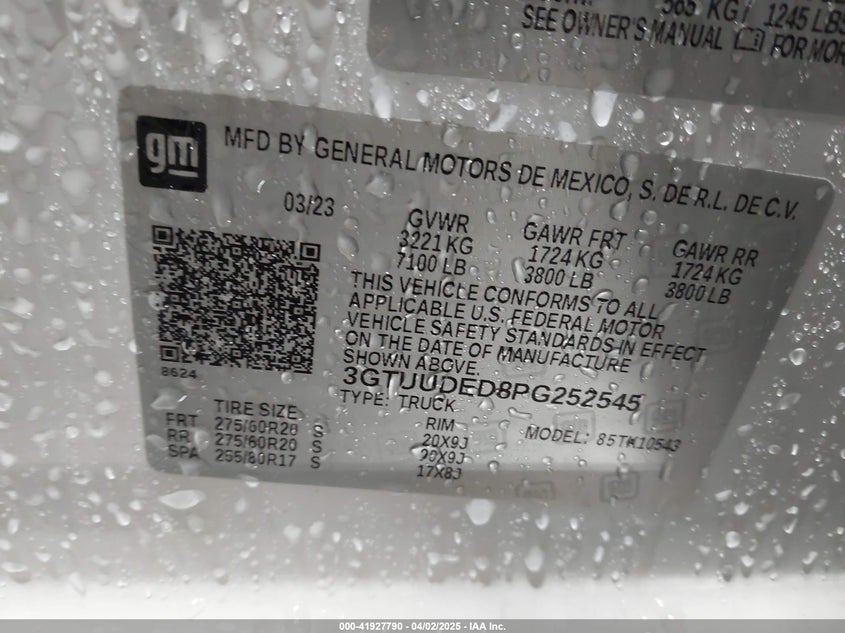 565 KG / 1245 LBS
SEE OWNER'S MANUAL FOR MOR
gm
MFD BY GENERAL MOTORS DE MEXICO, S. DE R.L. DE C.V.
03/23
GVWR
3221 KG
7100 LB
GAWR FRT
1724 KG
3800 LB
GAWR RR
1724 KG
3800 LB
THIS VEHICLE CONFORMS TO ALL
APPLICABLE U.S. FEDERAL MOTOR
VEHICLE SAFETY STANDARDS IN EFFECT
ON THE DATE OF MANUFACTURE
SHOWN ABOVE.
3GTUUDED8PG252545
TYPE: TRUCK
MODEL: 85TK10543
8624
TIRE SIZE RIM
FRT 275/60R20 S 20X9J
RR 275/60R20 S 20X9J
SPA 255/80R17 S 17X8J
000-41927790 - 04/02/2025 - IAA Inc.